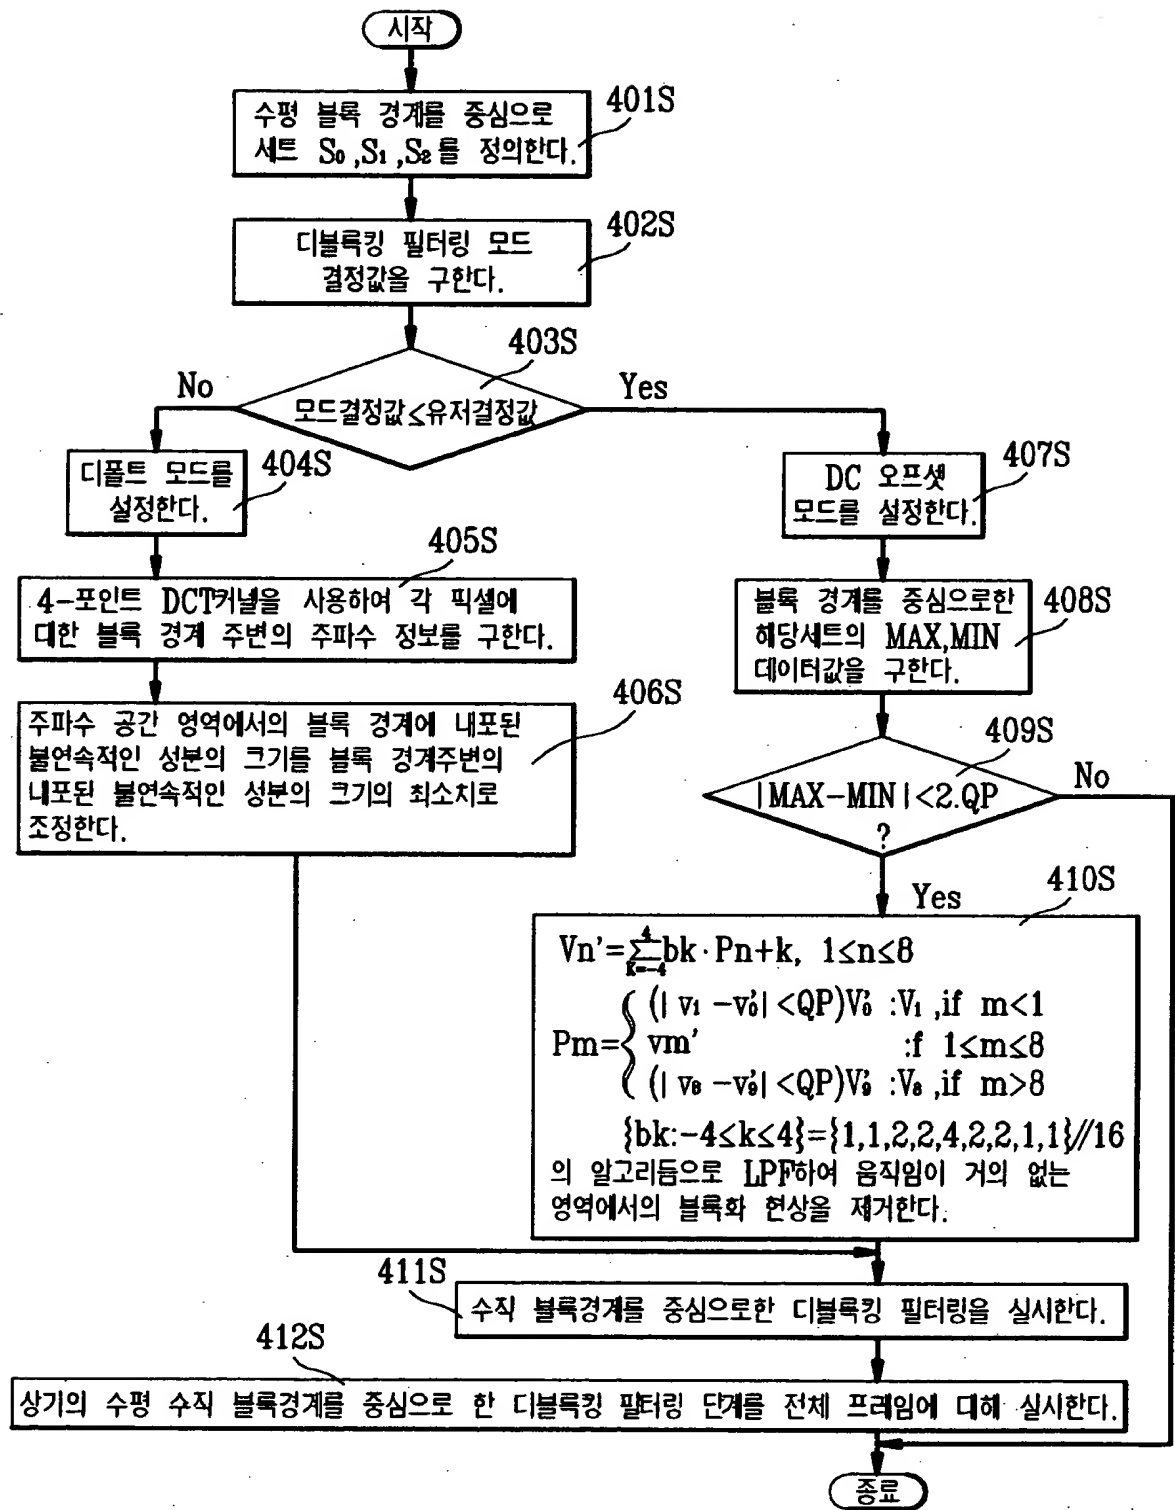 시작
401S
수평 블록 경계를 중심으로
세트 S₀,S₁,S₂를 정의한다.
402S
디블록킹 필터링 모드
결정값을 구한다.
403S
No
Yes
모드결정값≤유저결정값
404S
디폴트 모드를
설정한다.
407S
DC 오프셋
모드를 설정한다.
405S
4-포인트 DCT커널을 사용하여 각 픽셀에
대한 블록 경계 주변의 주파수 정보를 구한다.
408S
블록 경계를 중심으로한
해당세트의 MAX,MIN
데이터값을 구한다.
406S
주파수 공간 영역에서의 블록 경계에 내포된
불연속적인 성분의 크기를 블록 경계주변의
내포된 불연속적인 성분의 크기의 최소치로
조정한다.
409S
No
|MAX-MIN|<2.QP
?
Yes
410S
Vn'=∑bk·Pn+k, 1≤n≤8
4
K=-4
(| v₁ -v₀'| <QP)V₀' :V₁ ,if m<1
Pm={ vm' :f 1≤m≤8
(| v₈ -v₉'| <QP)V₉' :V₈ ,if m>8
{bk:-4≤k≤4}={1,1,2,2,4,2,2,1,1}//16
의 알고리듬으로 LPF하여 움직임이 거의 없는
영역에서의 블록화 현상을 제거한다.
411S
수직 블록경계를 중심으로한 디블록킹 필터링을 실시한다.
412S
상기의 수평 수직 블록경계를 중심으로 한 디블록킹 필터링 단계를 전체 프레임에 대해 실시한다.
종료